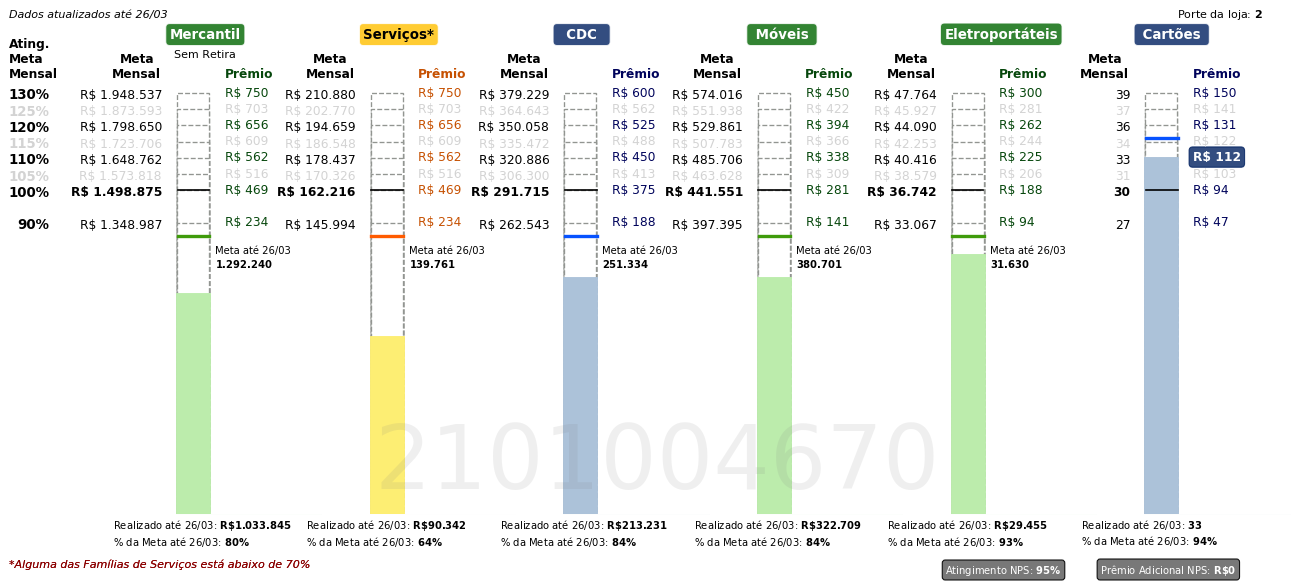 Dados atualizados até 26/03
Porte da loja: 2
Mercantil Serviços* CDC Móveis Eletroportáteis Cartões
Sem Retira
Ating. Meta Mensal
Meta Mensal Prêmio Meta Mensal Prêmio Meta Mensal Prêmio Meta Mensal Prêmio Meta Mensal Prêmio Meta Mensal Prêmio
130% R$ 1.948.537 R$ 750 R$ 210.880 R$ 750 R$ 379.229 R$ 600 R$ 574.016 R$ 450 R$ 47.764 R$ 300 39 R$ 150
125% R$ 1.873.593 R$ 703 R$ 202.770 R$ 703 R$ 364.643 R$ 562 R$ 551.938 R$ 422 R$ 45.927 R$ 281 37 R$ 141
120% R$ 1.798.650 R$ 656 R$ 194.659 R$ 656 R$ 350.058 R$ 525 R$ 529.861 R$ 394 R$ 44.090 R$ 262 36 R$ 131
115% R$ 1.723.706 R$ 609 R$ 186.548 R$ 609 R$ 335.472 R$ 488 R$ 507.783 R$ 366 R$ 42.253 R$ 244 34 R$ 122
110% R$ 1.648.762 R$ 562 R$ 178.437 R$ 562 R$ 320.886 R$ 450 R$ 485.706 R$ 338 R$ 40.416 R$ 225 33 R$ 112
105% R$ 1.573.818 R$ 516 R$ 170.326 R$ 516 R$ 306.300 R$ 413 R$ 463.628 R$ 309 R$ 38.579 R$ 206 31 R$ 103
100% R$ 1.498.875 R$ 469 R$ 162.216 R$ 469 R$ 291.715 R$ 375 R$ 441.551 R$ 281 R$ 36.742 R$ 188 30 R$ 94
90% R$ 1.348.987 R$ 234 R$ 145.994 R$ 234 R$ 262.543 R$ 188 R$ 397.395 R$ 141 R$ 33.067 R$ 94 27 R$ 47
Meta até 26/03 Meta até 26/03 Meta até 26/03 Meta até 26/03 Meta até 26/03
1.292.240 139.761 251.334 380.701 31.630
2101004670
Realizado até 26/03: R$1.033.845 Realizado até 26/03: R$90.342 Realizado até 26/03: R$213.231 Realizado até 26/03: R$322.709 Realizado até 26/03: R$29.455 Realizado até 26/03: 33
% da Meta até 26/03: 80% % da Meta até 26/03: 64% % da Meta até 26/03: 84% % da Meta até 26/03: 84% % da Meta até 26/03: 93% % da Meta até 26/03: 94%
*Alguma das Famílias de Serviços está abaixo de 70%
Atingimento NPS: 95% Prêmio Adicional NPS: R$0